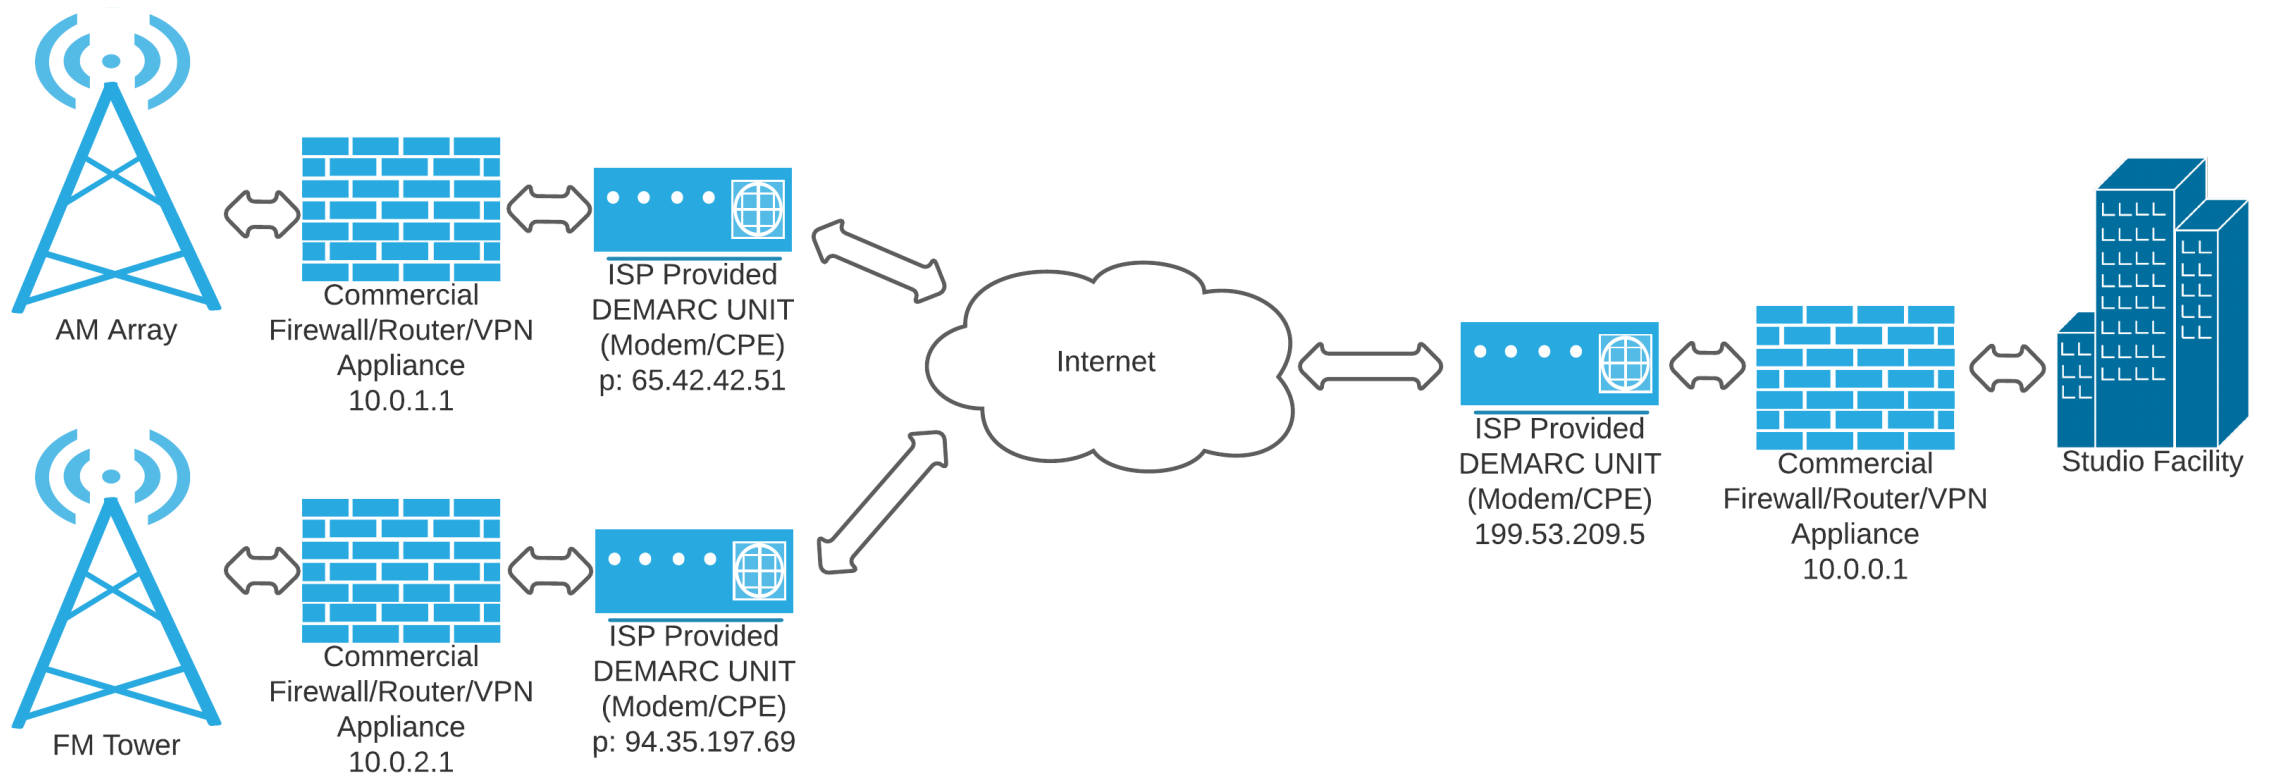 AM Array
Commercial
Firewall/Router/VPN
Appliance
10.0.1.1
ISP Provided
DEMARC UNIT
(Modem/CPE)
p: 65.42.42.51
FM Tower
Commercial
Firewall/Router/VPN
Appliance
10.0.2.1
ISP Provided
DEMARC UNIT
(Modem/CPE)
p: 94.35.197.69
Internet
ISP Provided
DEMARC UNIT
(Modem/CPE)
199.53.209.5
Commercial
Firewall/Router/VPN
Appliance
10.0.0.1
Studio Facility